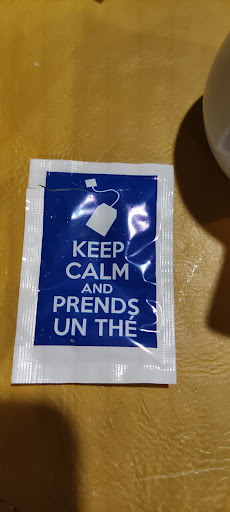 KEEP
CALM
AND
PRENDS
UN THÉ